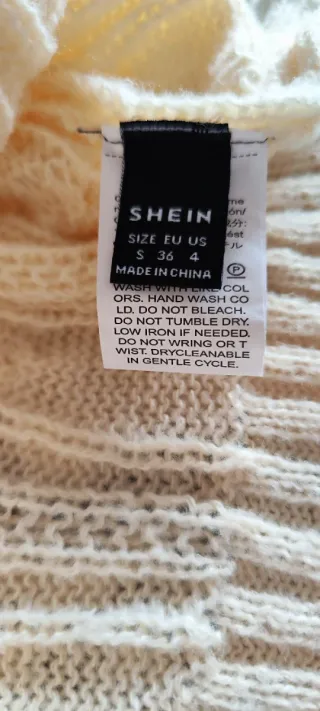 SHEIN
SIZE EU US
S 36 4
MADE IN CHINA
P
WASH WITH LIKE COL
ORS. HAND WASH CO
LD. DO NOT BLEACH.
DO NOT TUMBLE DRY.
LOW IRON IF NEEDED.
DO NOT WRING OR T
WIST. DRYCLEANABLE
IN GENTLE CYCLE.